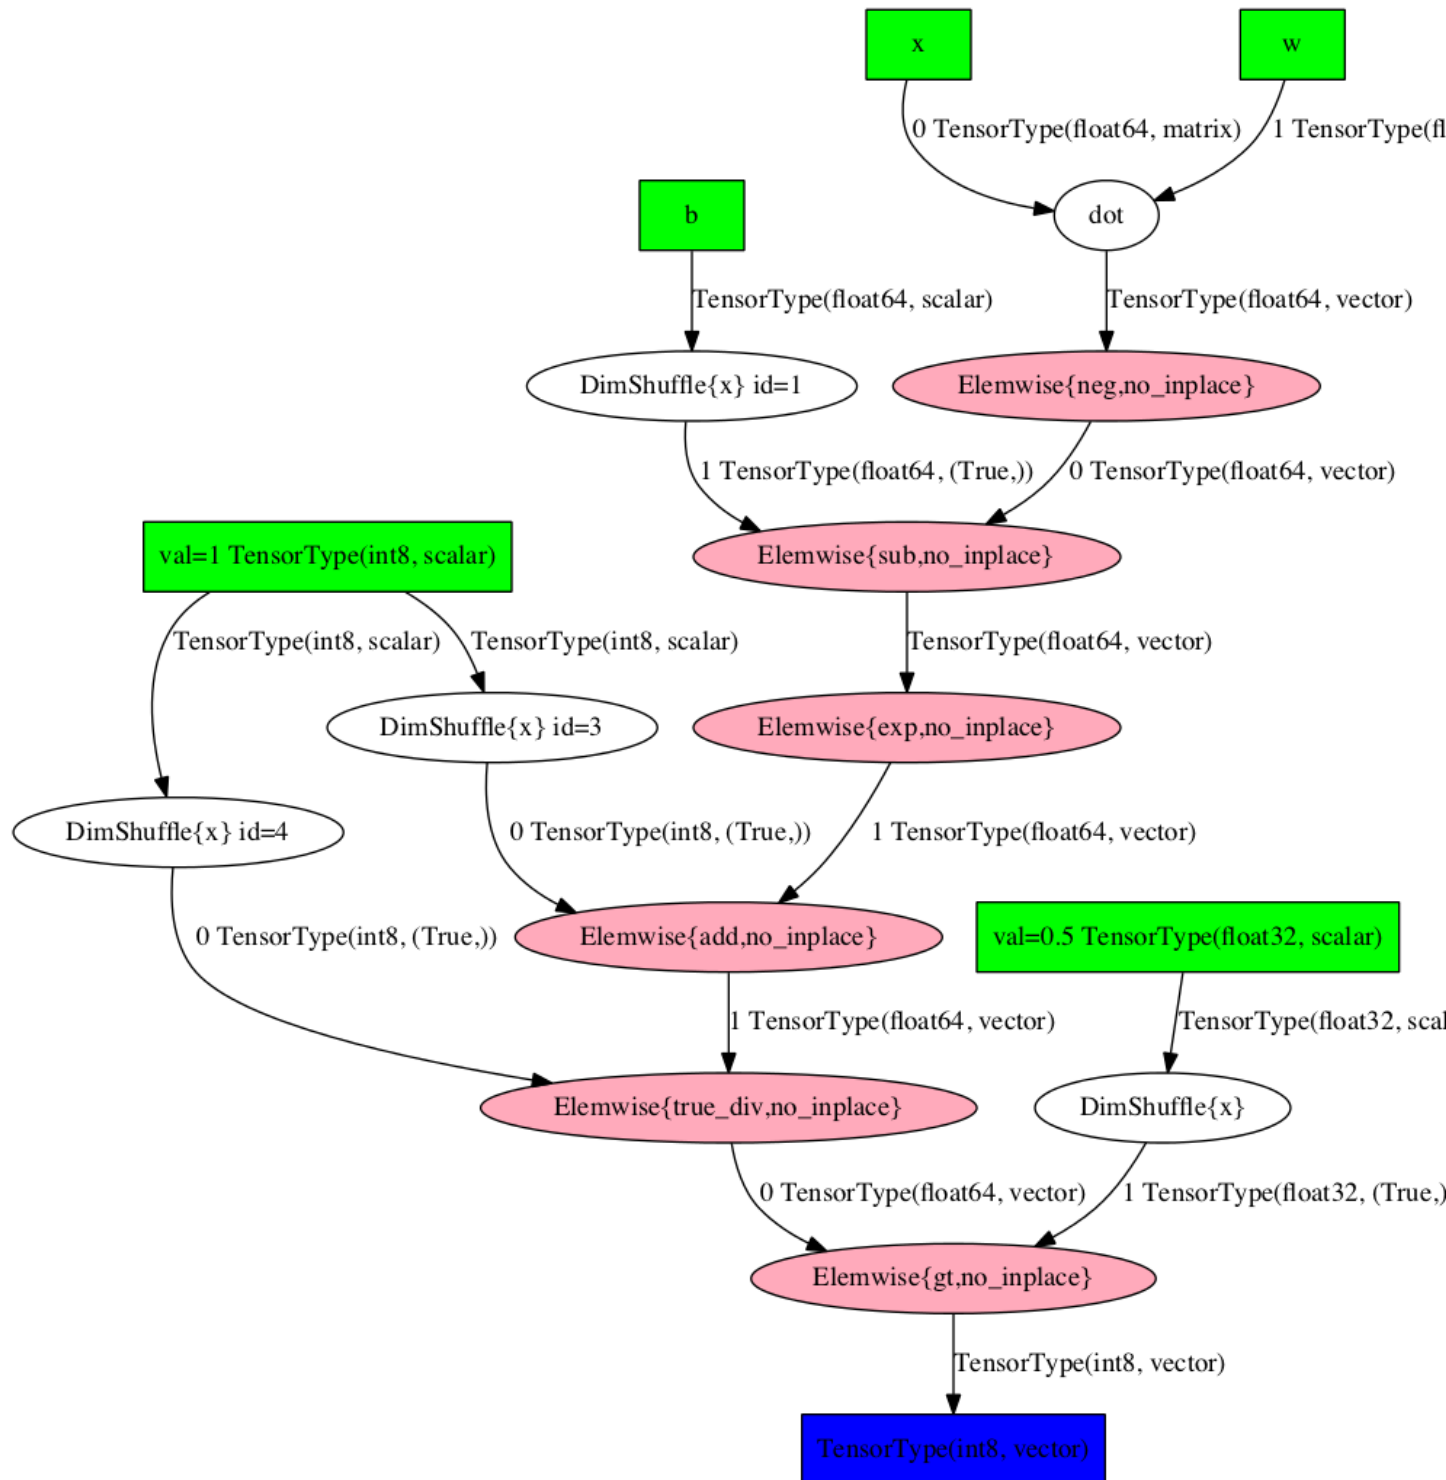 x
w
0 TensorType(float64, matrix)
1 TensorType(fl
b
dot
TensorType(float64, scalar)
TensorType(float64, vector)
DimShuffle{x} id=1
Elemwise{neg,no_inplace}
1 TensorType(float64, (True,))
0 TensorType(float64, vector)
val=1 TensorType(int8, scalar)
Elemwise{sub,no_inplace}
TensorType(int8, scalar)
TensorType(int8, scalar)
TensorType(float64, vector)
DimShuffle{x} id=3
Elemwise{exp,no_inplace}
DimShuffle{x} id=4
0 TensorType(int8, (True,))
1 TensorType(float64, vector)
0 TensorType(int8, (True,))
Elemwise{add,no_inplace}
val=0.5 TensorType(float32, scalar)
1 TensorType(float64, vector)
TensorType(float32, scal
Elemwise{true_div,no_inplace}
DimShuffle{x}
0 TensorType(float64, vector)
1 TensorType(float32, (True,)
Elemwise{gt,no_inplace}
TensorType(int8, vector)
TensorType(int8, vector)